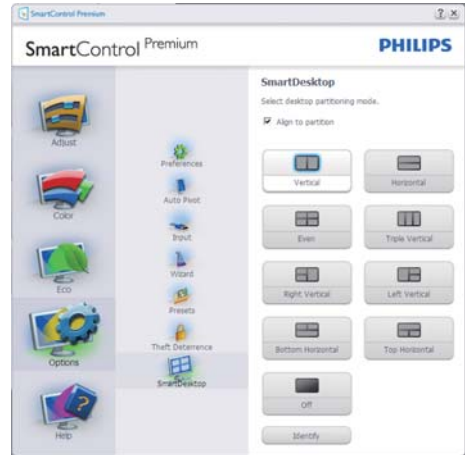 SmartControl Premium
SmartControl Premium
PHILIPS
Adjust
Color
Eco
Options
Help
Preferences
Auto Pivot
Input
Wizard
Presets
Theft Deterrence
SmartDesktop
SmartDesktop
Select desktop partitioning mode.
Align to partition
Vertical
Horizontal
Even
Triple Vertical
Right Vertical
Left Vertical
Bottom Horizontal
Top Horizontal
Off
Identify